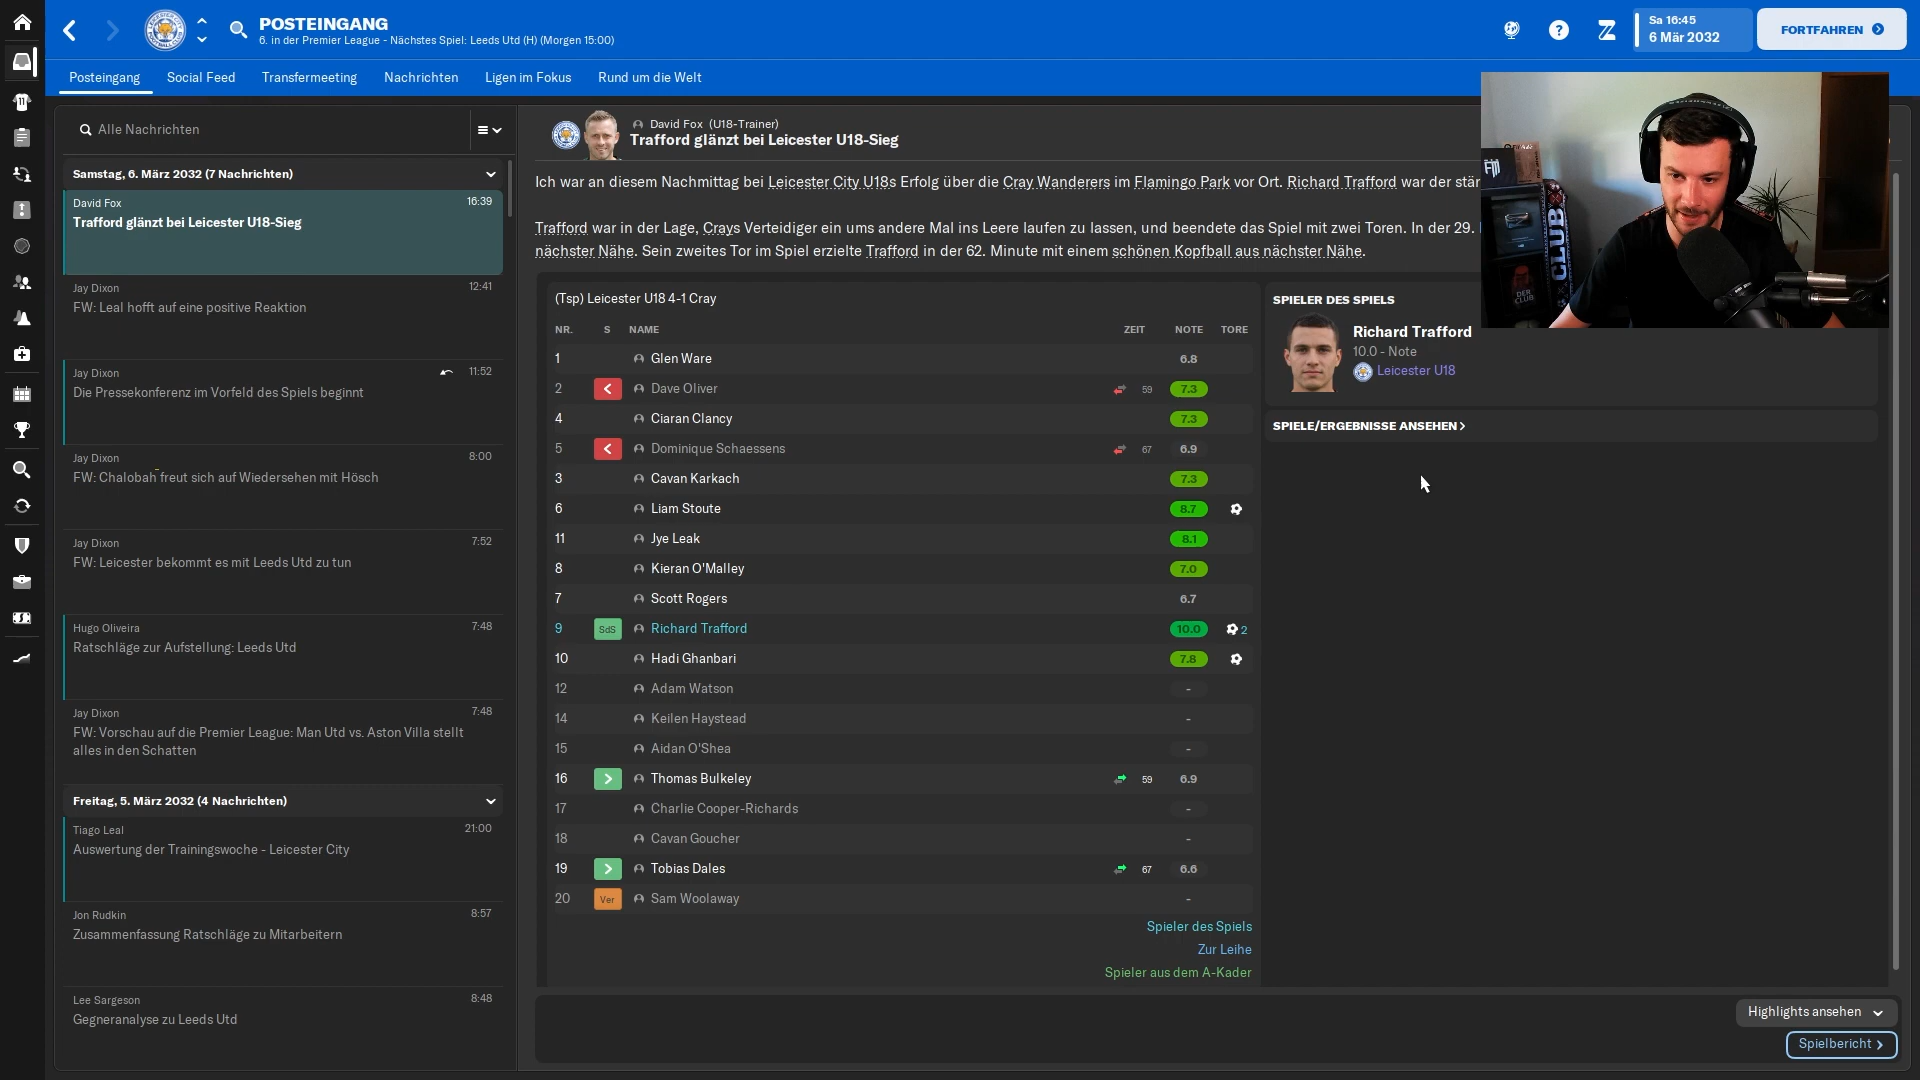 POSTEINGANG
6. in der Premier League - Nächstes Spiel: Leeds Utd (H) (Morgen 15:00)
Sa 16:45
6 Mär 2032
FORTFAHREN
Posteingang
Social Feed
Transfermeeting
Nachrichten
Ligen im Fokus
Rund um die Welt
Alle Nachrichten
Samstag, 6. März 2032 (7 Nachrichten)
David Fox 16:39
Trafford glänzt bei Leicester U18-Sieg
Jay Dixon 12:41
FW: Leal hofft auf eine positive Reaktion
Jay Dixon 11:52
Die Pressekonferenz im Vorfeld des Spiels beginnt
Jay Dixon 8:00
FW: Chalobah freut sich auf Wiedersehen mit Hösch
Jay Dixon 7:52
FW: Leicester bekommt es mit Leeds Utd zu tun
Hugo Oliveira 7:48
Ratschläge zur Aufstellung: Leeds Utd
Jay Dixon 7:48
FW: Vorschau auf die Premier League: Man Utd vs. Aston Villa stellt
alles in den Schatten
Freitag, 5. März 2032 (4 Nachrichten)
Tiago Leal 21:00
Auswertung der Trainingswoche - Leicester City
Jon Rudkin 8:57
Zusammenfassung Ratschläge zu Mitarbeitern
Lee Sargeson 8:48
Gegneranalyse zu Leeds Utd
David Fox (U18-Trainer)
Trafford glänzt bei Leicester U18-Sieg
Ich war an diesem Nachmittag bei Leicester City U18s Erfolg über die Cray Wanderers im Flamingo Park vor Ort. Richard Trafford war der stär
Trafford war in der Lage, Crays Verteidiger ein ums andere Mal ins Leere laufen zu lassen, und beendete das Spiel mit zwei Toren. In der 29.
nächster Nähe. Sein zweites Tor im Spiel erzielte Trafford in der 62. Minute mit einem schönen Kopfball aus nächster Nähe.
(Tsp) Leicester U18 4-1 Cray
NR. S NAME ZEIT NOTE TORE
1 Glen Ware 6.8
2 Dave Oliver 59 7.3
4 Ciaran Clancy 7.3
5 Dominique Schaessens 67 6.9
3 Cavan Karkach 7.3
6 Liam Stoute 8.7
11 Jye Leak 8.1
8 Kieran O'Malley 7.0
7 Scott Rogers 6.7
9 SdS Richard Trafford 10.0 2
10 Hadi Ghanbari 7.8
12 Adam Watson -
14 Keilen Haystead -
15 Aidan O'Shea -
16 Thomas Bulkeley 59 6.9
17 Charlie Cooper-Richards -
18 Cavan Goucher -
19 Tobias Dales 67 6.6
20 Ver Sam Woolaway -
Spieler des Spiels
Zur Leihe
Spieler aus dem A-Kader
SPIELER DES SPIELS
Richard Trafford
10.0 - Note
Leicester U18
SPIELE/ERGEBNISSE ANSEHEN
Highlights ansehen
Spielbericht
CLUB
DER
CLUB